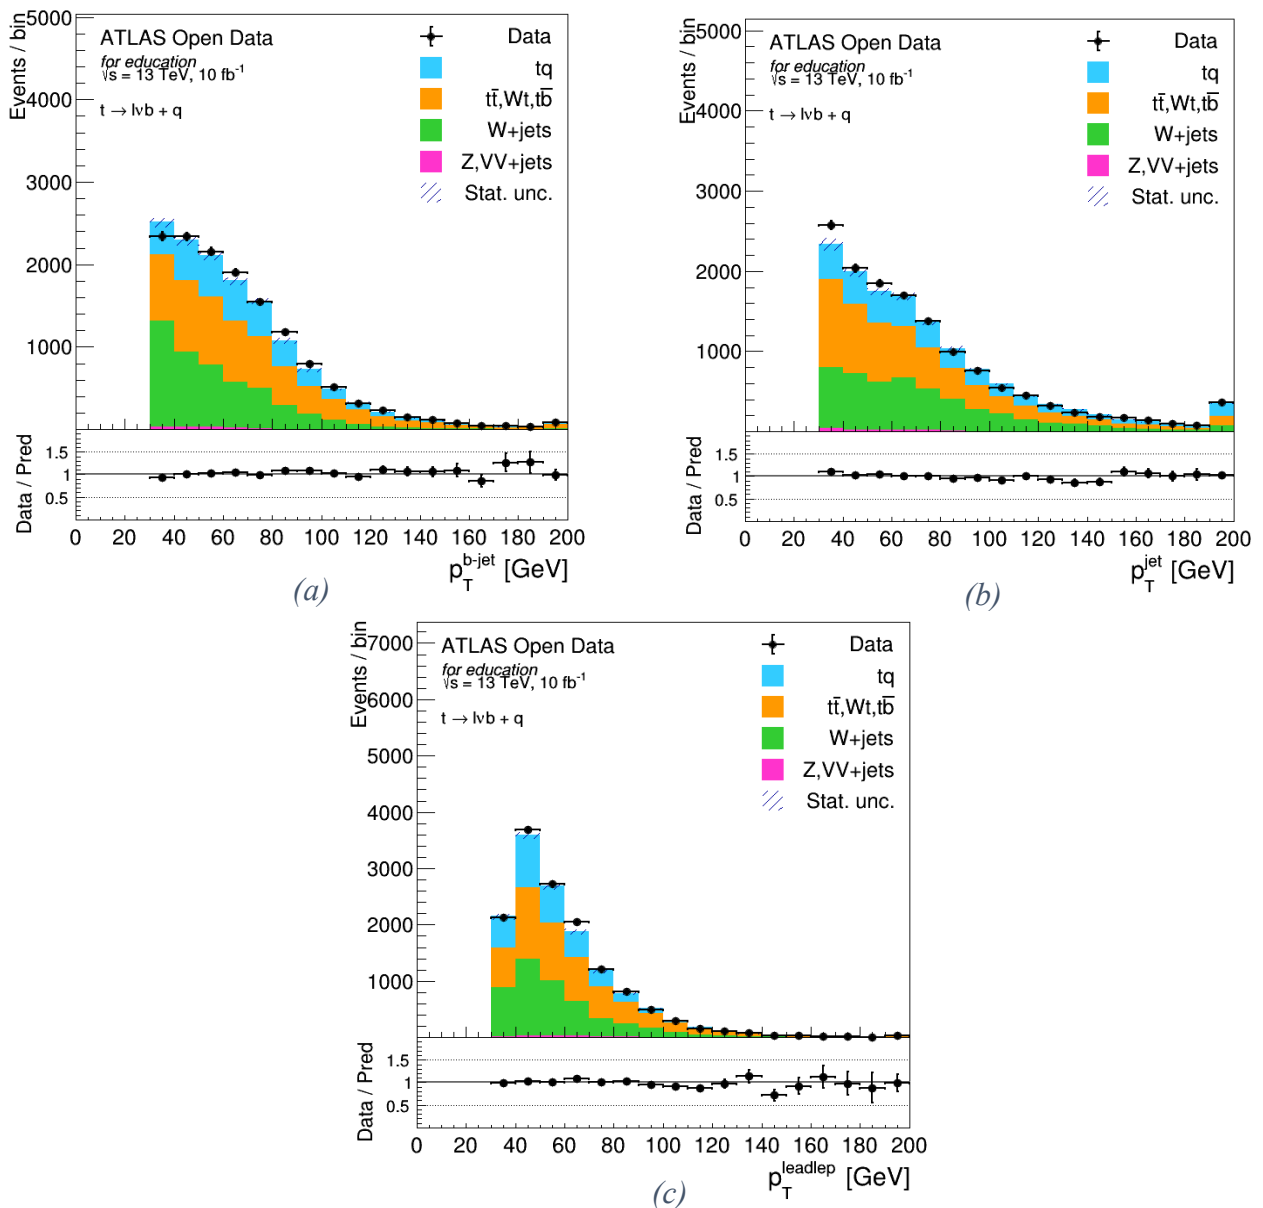 Events / bin
5000
4000
3000
2000
1000
ATLAS Open Data
for education
√s = 13 TeV, 10 fb⁻¹
t → lνb + q
Data
tq
tt̄,Wt,tb̄
W+jets
Z,VV+jets
Stat. unc.
Data / Pred
1.5
1
0.5
0 20 40 60 80 100 120 140 160 180 200
p_T^b-jet [GeV]
(a)
Events / bin
5000
4000
3000
2000
1000
ATLAS Open Data
for education
√s = 13 TeV, 10 fb⁻¹
t → lνb + q
Data
tq
tt̄,Wt,tb̄
W+jets
Z,VV+jets
Stat. unc.
Data / Pred
1.5
1
0.5
0 20 40 60 80 100 120 140 160 180 200
p_T^jet [GeV]
(b)
Events / bin
7000
6000
5000
4000
3000
2000
1000
ATLAS Open Data
for education
√s = 13 TeV, 10 fb⁻¹
t → lνb + q
Data
tq
tt̄,Wt,tb̄
W+jets
Z,VV+jets
Stat. unc.
Data / Pred
1.5
1
0.5
0 20 40 60 80 100 120 140 160 180 200
p_T^leadlep [GeV]
(c)